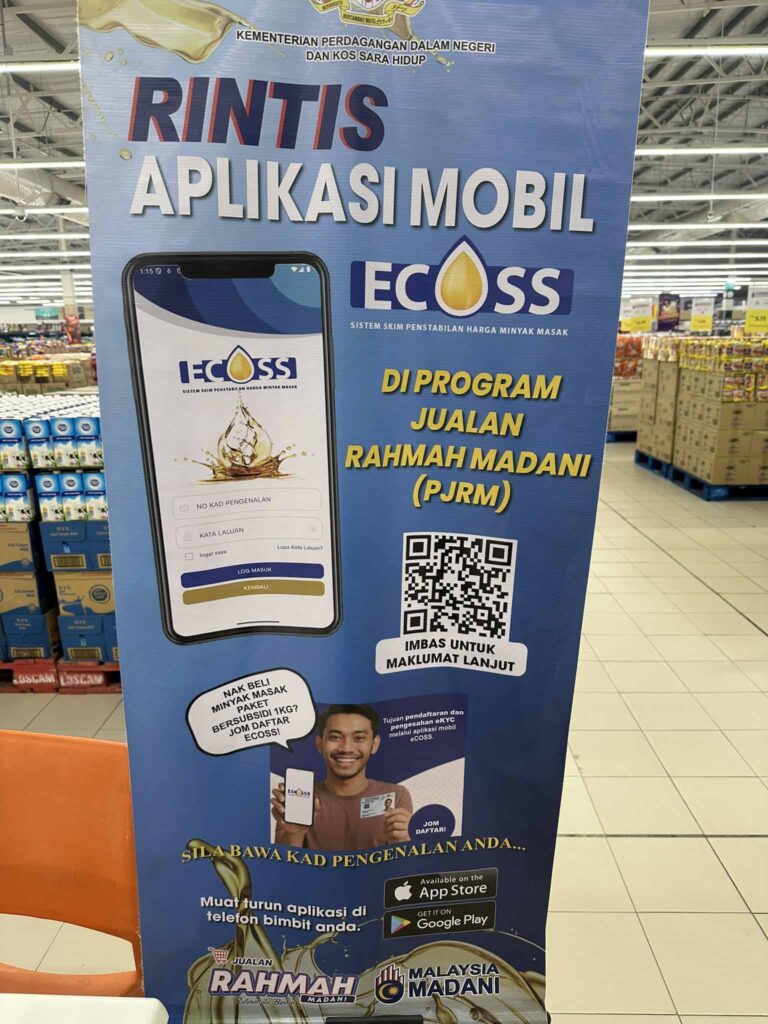 KEMENTERIAN PERDAGANGAN DALAM NEGERI
DAN KOS SARA HIDUP
RINTIS
APLIKASI MOBIL
ECOSS
SISTEM SKIM PENSTABILAN HARGA MINYAK MASAK
DI PROGRAM
JUALAN
RAHMAH MADANI
(PJRM)
1:15
ECOSS
SISTEM SKIM PENSTABILAN HARGA MINYAK MASAK
NO KAD PENGENALAN
KATA LALUAN
Ingat saya
Lupa Kata Laluan?
LOG MASUK
KEMBALI
IMBAS UNTUK
MAKLUMAT LANJUT
NAK BELI
MINYAK MASAK
PAKET
BERSUBSIDI 1KG?
JOM DAFTAR
ECOSS!
Tujuan pendaftaran dan
pengesahan eKYC
melalui aplikasi mobil
eCOSS.
ECOSS
JOM
DAFTAR!
SILA BAWA KAD PENGENALAN ANDA...
Muat turun aplikasi di
telefon bimbit anda.
Available on the
App Store
GET IT ON
Google Play
JUALAN
RAHMAH
MADANI
MALAYSIA
MADANI
LOSCAM